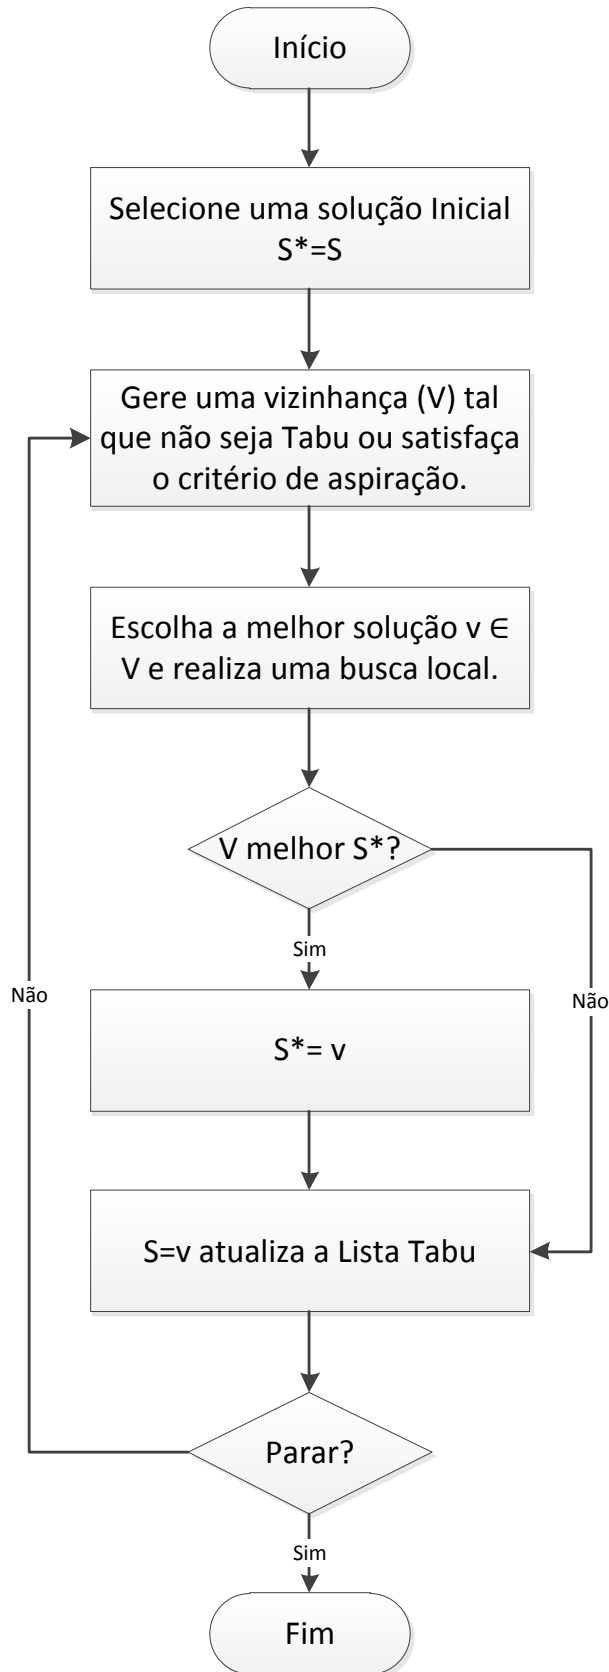 Início
Selecione uma solução Inicial
S*=S
Gere uma vizinhança (V) tal
que não seja Tabu ou satisfaça
o critério de aspiração.
Escolha a melhor solução v ∈
V e realiza uma busca local.
V melhor S*?
Sim
Não
Não
S*= v
S=v atualiza a Lista Tabu
Parar?
Sim
Fim